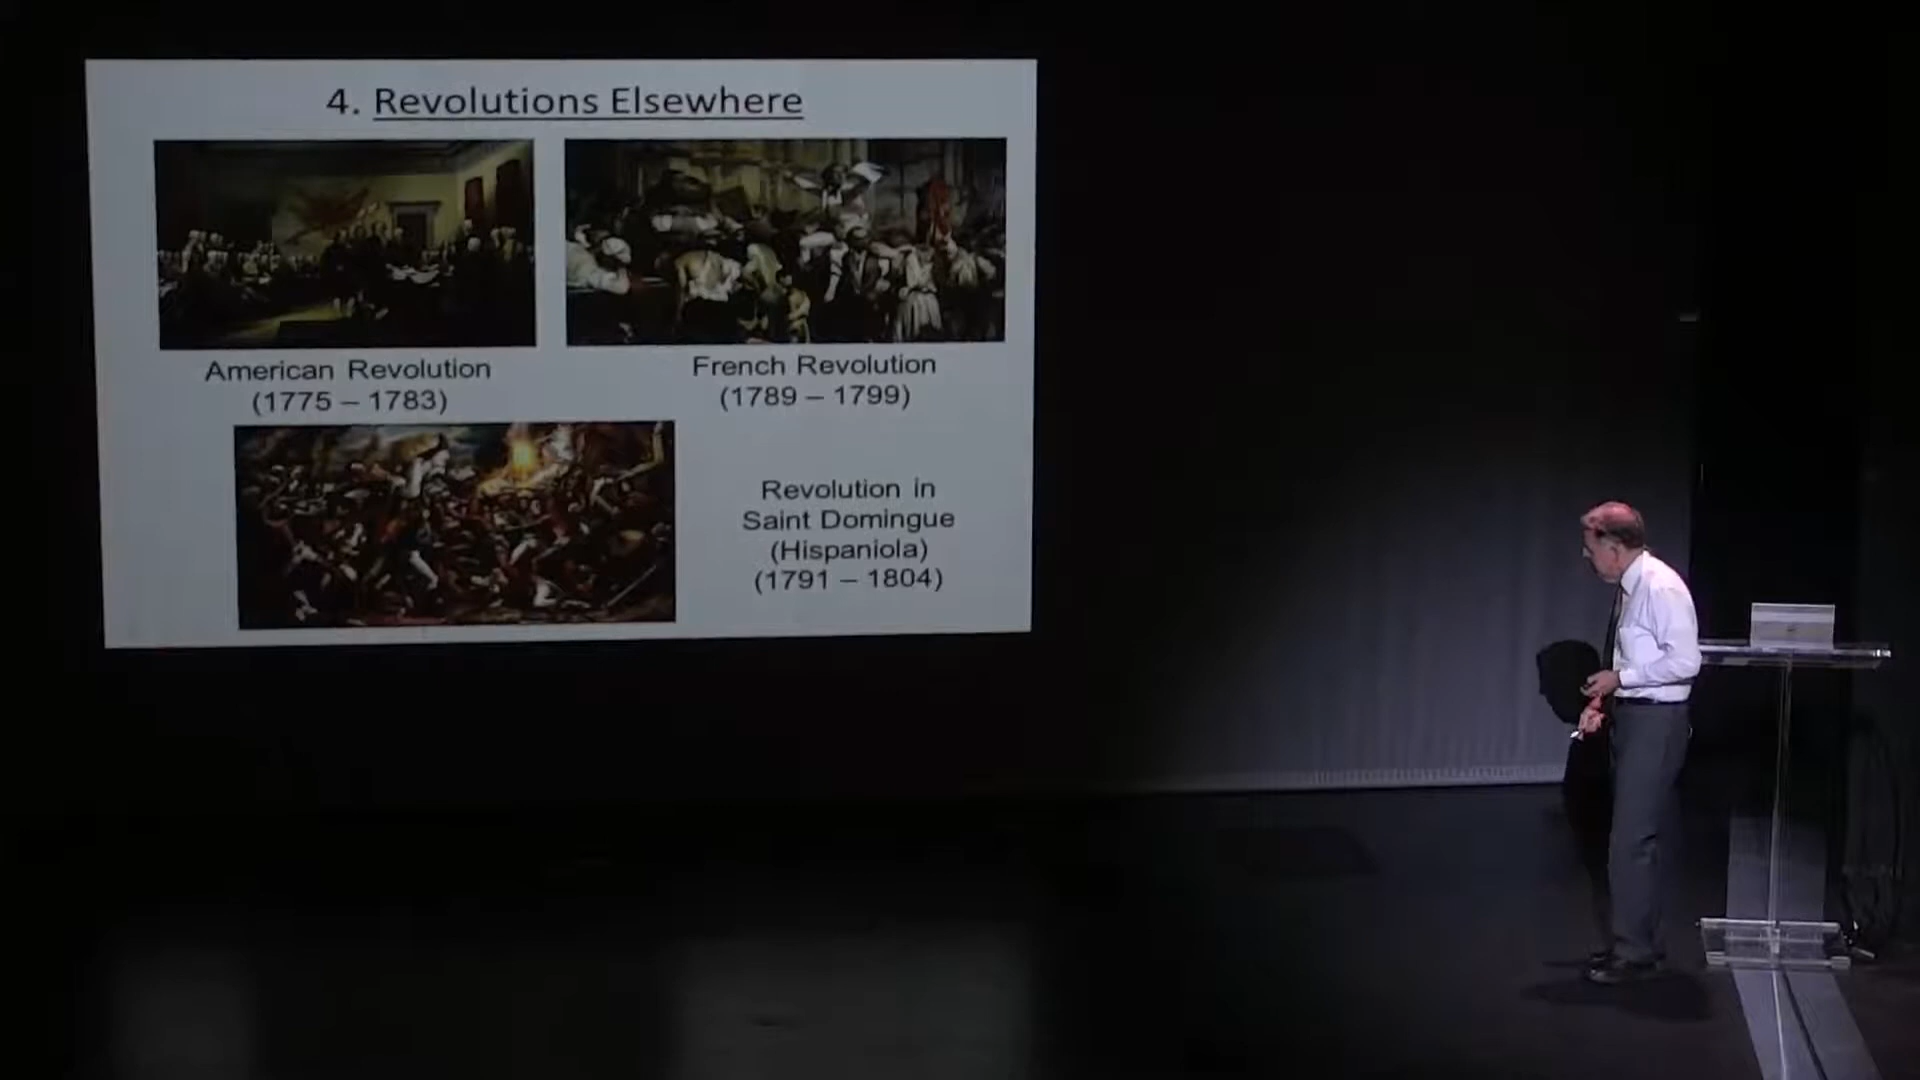 4. Revolutions Elsewhere
American Revolution
(1775 – 1783)
French Revolution
(1789 – 1799)
Revolution in
Saint Domingue
(Hispaniola)
(1791 – 1804)